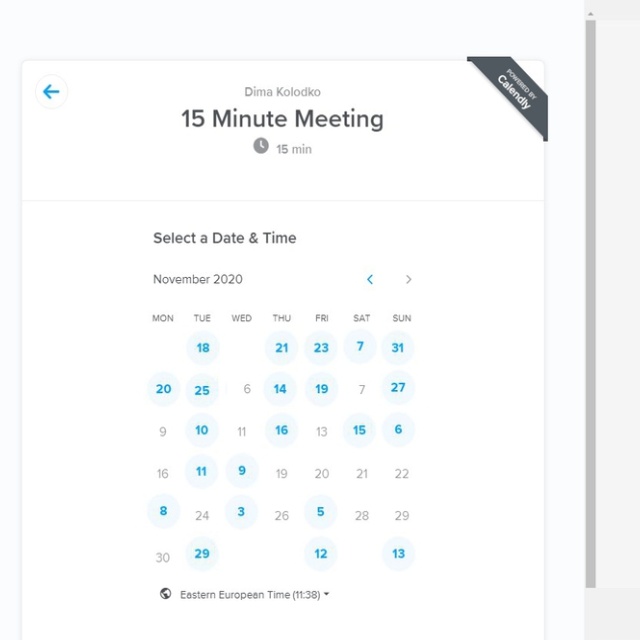 POWERED BY
Calendly
Dima Kolodko
15 Minute Meeting
15 min
Select a Date & Time
November 2020
MON TUE WED THU FRI SAT SUN
18 21 23 7 31
20 25 6 14 19 7 27
9 10 11 16 13 15 6
16 11 9 19 20 21 22
8 24 3 26 5 28 29
30 29 12 13
Eastern European Time (11:38)